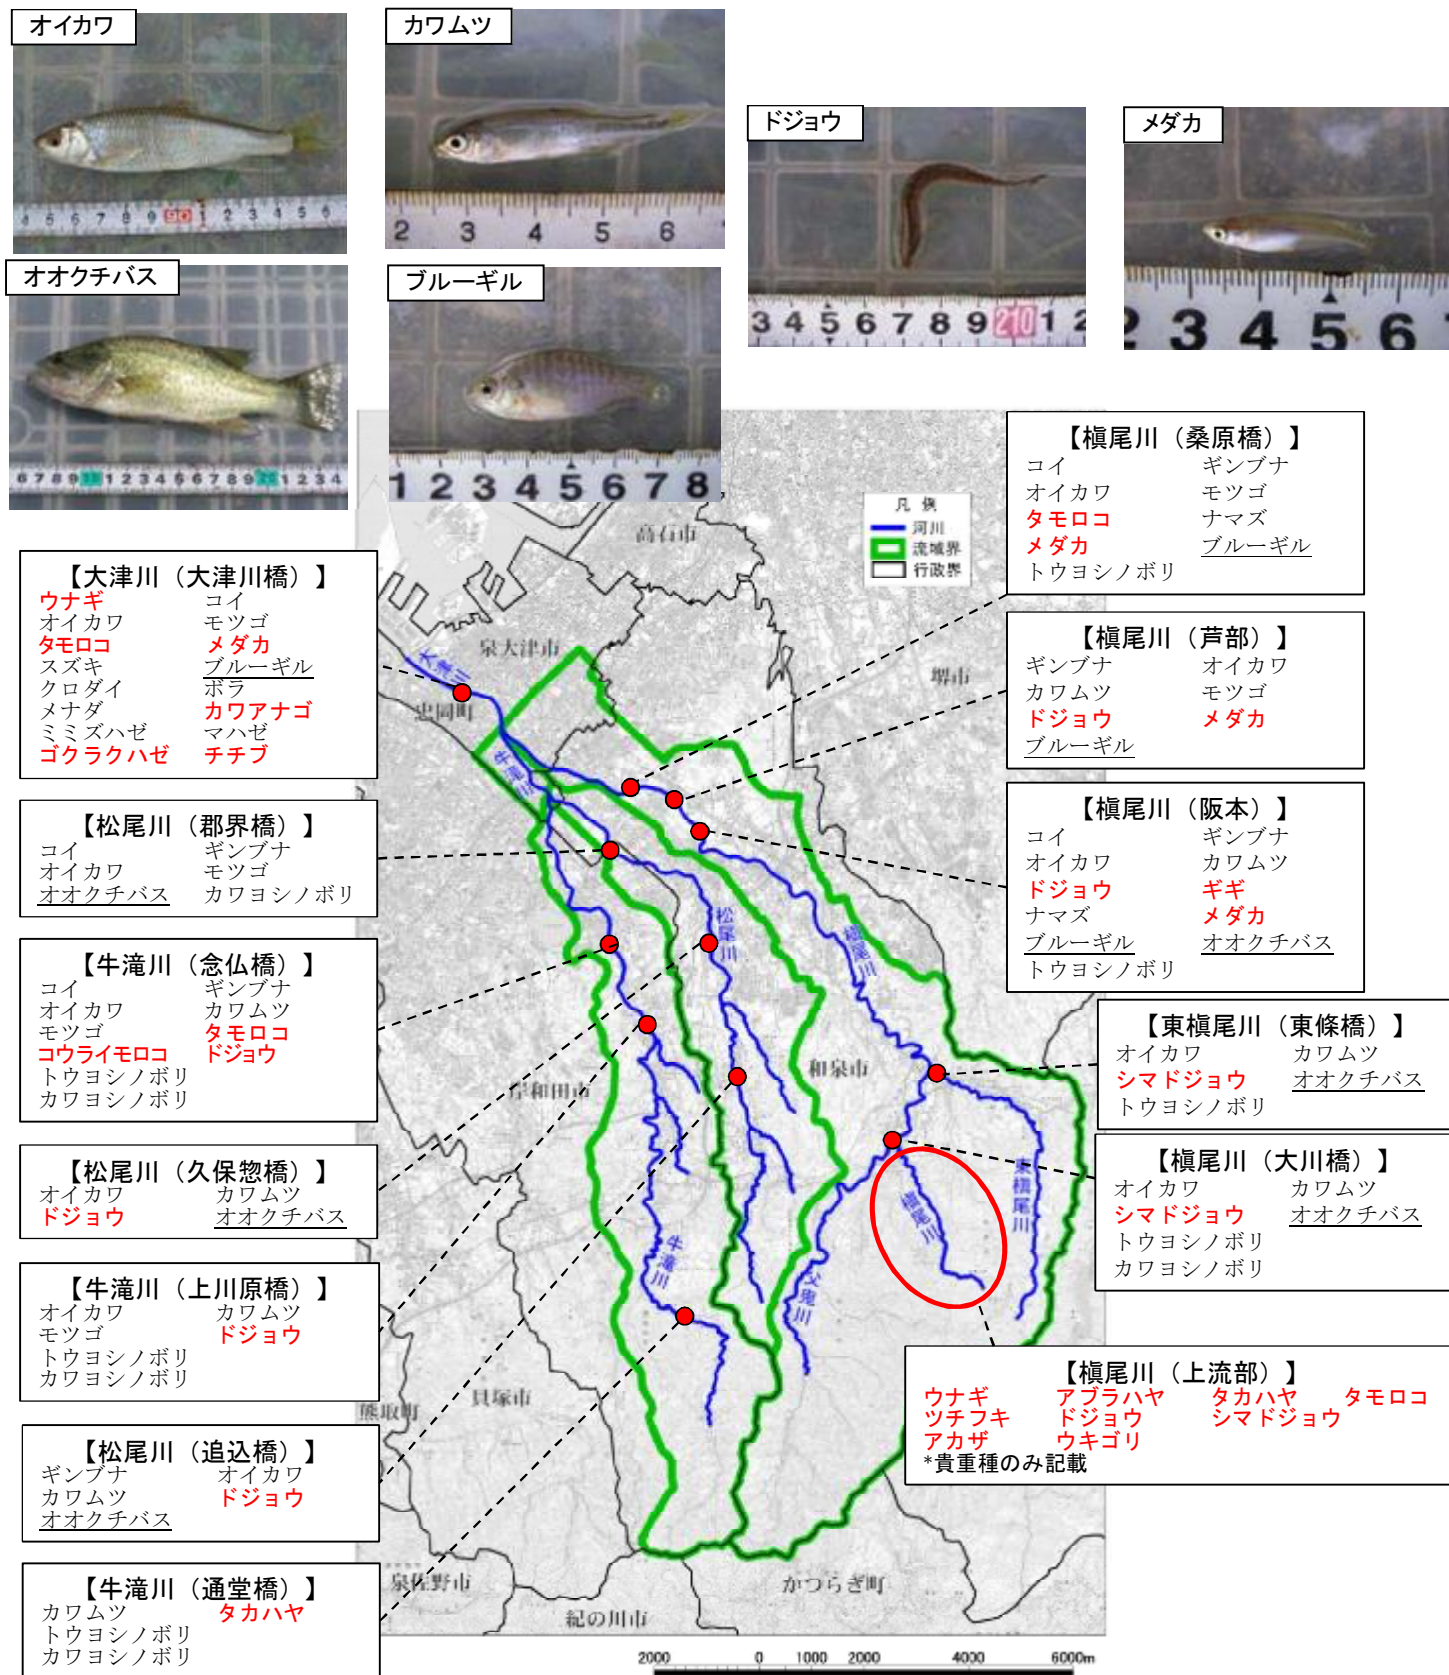 オイカワ
カワムツ
ドジョウ
メダカ
オオクチバス
ブルーギル
【大津川（大津川橋）】
ウナギ コイ
オイカワ モツゴ
タモロコ メダカ
スズキ ブルーギル
クロダイ ボラ
メナダ カワアナゴ
ミミズハゼ マハゼ
ゴクラクハゼ チチブ
【松尾川（郡界橋）】
コイ ギンブナ
オイカワ モツゴ
オオクチバス カワヨシノボリ
【牛滝川（念仏橋）】
コイ ギンブナ
オイカワ カワムツ
モツゴ タモロコ
コウライモロコ ドジョウ
トウヨシノボリ
カワヨシノボリ
【松尾川（久保惣橋）】
オイカワ カワムツ
ドジョウ オオクチバス
【牛滝川（上川原橋）】
オイカワ カワムツ
モツゴ ドジョウ
トウヨシノボリ
カワヨシノボリ
【松尾川（追込橋）】
ギンブナ オイカワ
カワムツ ドジョウ
オオクチバス
【牛滝川（通堂橋）】
カワムツ タカハヤ
トウヨシノボリ
カワヨシノボリ
【槇尾川（桑原橋）】
コイ ギンブナ
オイカワ モツゴ
タモロコ ナマズ
メダカ ブルーギル
トウヨシノボリ
【槇尾川（芦部）】
ギンブナ オイカワ
カワムツ モツゴ
ドジョウ メダカ
ブルーギル
【槇尾川（阪本）】
コイ ギンブナ
オイカワ カワムツ
ドジョウ ギギ
ナマズ メダカ
ブルーギル オオクチバス
トウヨシノボリ
【東槇尾川（東條橋）】
オイカワ カワムツ
シマドジョウ オオクチバス
トウヨシノボリ
【槇尾川（大川橋）】
オイカワ カワムツ
シマドジョウ オオクチバス
トウヨシノボリ
カワヨシノボリ
【槇尾川（上流部）】
ウナギ アブラハヤ タカハヤ タモロコ
ツチフキ ドジョウ シマドジョウ
アカザ ウキゴリ
*貴重種のみ記載
凡例
河川
流域界
行政界
高石市
泉大津市
堺市
忠岡町
大津川
牛滝川
松尾川
槇尾川
和泉市
岸和田市
東槇尾川
槇尾川
牛滝川
父鬼川
貝塚市
熊取町
泉佐野市
紀の川市
かつらぎ町
2000 0 1000 2000 4000 6000m